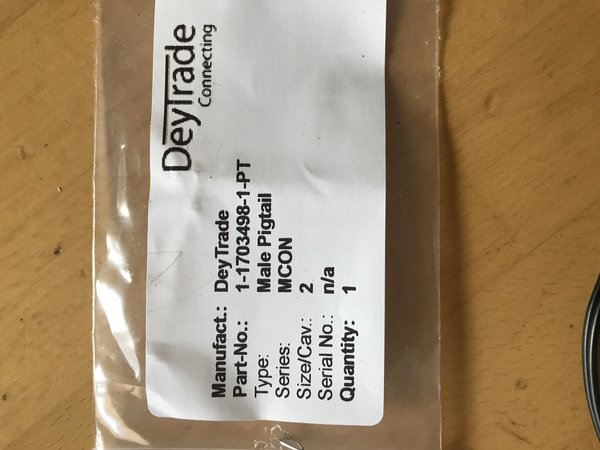 DeyTrade
Connecting
Manufact.: DeyTrade
Part-No.: 1-1703498-1-PT
Type: Male Pigtail
Series: MCON
Size/Cav.: 2
Serial No.: n/a
Quantity: 1